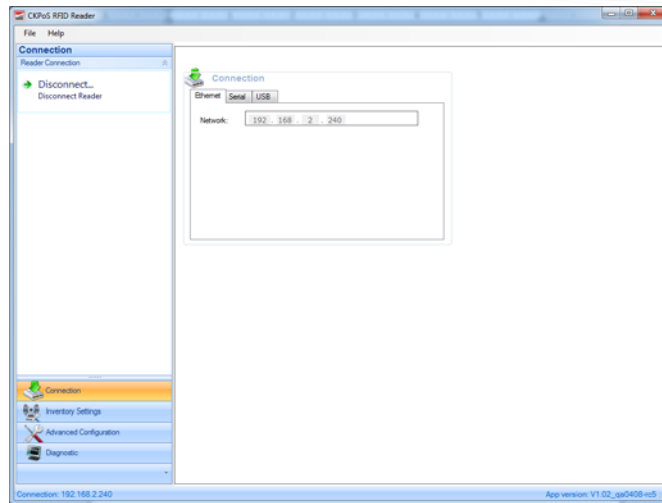 CKPoS RFID Reader
File Help
Connection
Reader Connection
Disconnect...
Disconnect Reader
Connection
Ethernet Serial USB
Network: 192 . 168 . 2 . 240
Connection
Inventory Settings
Advanced Configuration
Diagnostic
Connection: 192.168.2.240 App version: V1.02_qa0408-rc5